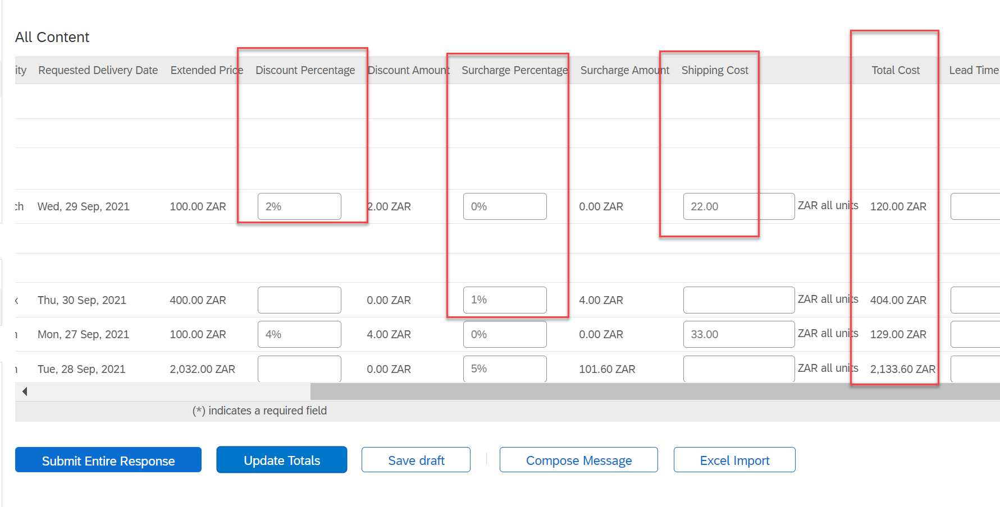 All Content
ity Requested Delivery Date Extended Price Discount Percentage Discount Amount Surcharge Percentage Surcharge Amount Shipping Cost Total Cost Lead Time
ch Wed, 29 Sep, 2021 100.00 ZAR 2% 2.00 ZAR 0% 0.00 ZAR 22.00 ZAR all units 120.00 ZAR
x Thu, 30 Sep, 2021 400.00 ZAR 0.00 ZAR 1% 4.00 ZAR ZAR all units 404.00 ZAR
Mon, 27 Sep, 2021 100.00 ZAR 4% 4.00 ZAR 0% 0.00 ZAR 33.00 ZAR all units 129.00 ZAR
Tue, 28 Sep, 2021 2,032.00 ZAR 0.00 ZAR 5% 101.60 ZAR ZAR all units 2,133.60 ZAR
(*) indicates a required field
Submit Entire Response Update Totals Save draft Compose Message Excel Import